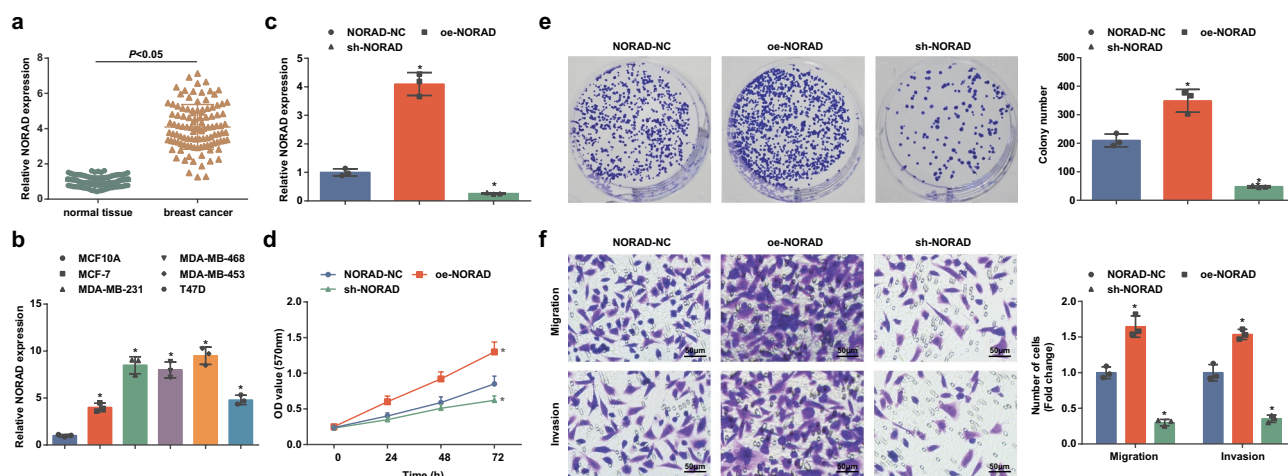 a
P<0.05
Relative NORAD expression
8
6
4
2
0
normal tissue
breast cancer
b
MCF10A
MCF-7
MDA-MB-231
MDA-MB-468
MDA-MB-453
T47D
Relative NORAD expression
15
10
5
0
*
*
*
*
*
c
NORAD-NC
oe-NORAD
sh-NORAD
Relative NORAD expression
5
4
3
2
1
0
*
*
d
NORAD-NC
oe-NORAD
sh-NORAD
OD value (570nm)
2.0
1.5
1.0
0.5
0.0
*
*
0
24
48
72
Time (h)
e
NORAD-NC
oe-NORAD
sh-NORAD
NORAD-NC
oe-NORAD
sh-NORAD
Colony number
500
400
300
200
100
0
*
*
f
NORAD-NC
oe-NORAD
sh-NORAD
Migration
50μm
50μm
50μm
Invasion
50μm
50μm
50μm
NORAD-NC
oe-NORAD
sh-NORAD
Number of cells
(Fold change)
2.0
1.5
1.0
0.5
0.0
*
*
*
*
Migration
Invasion